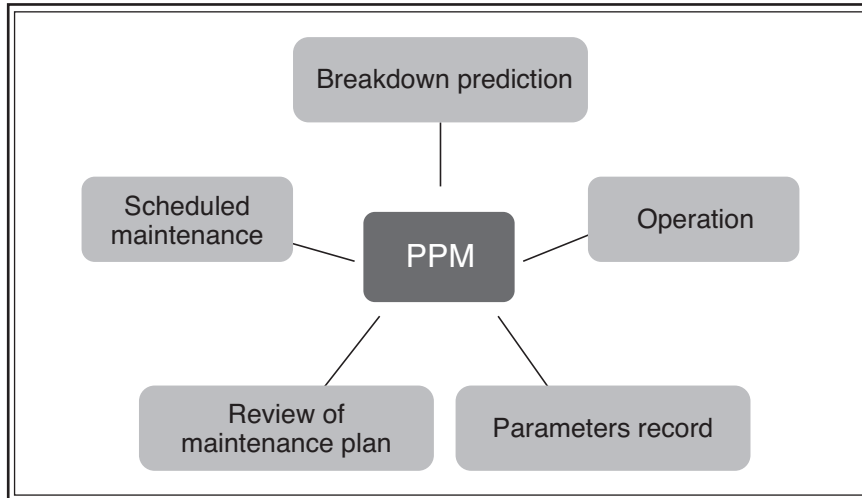 Breakdown prediction
Scheduled
maintenance
Operation
PPM
Review of
maintenance plan
Parameters record